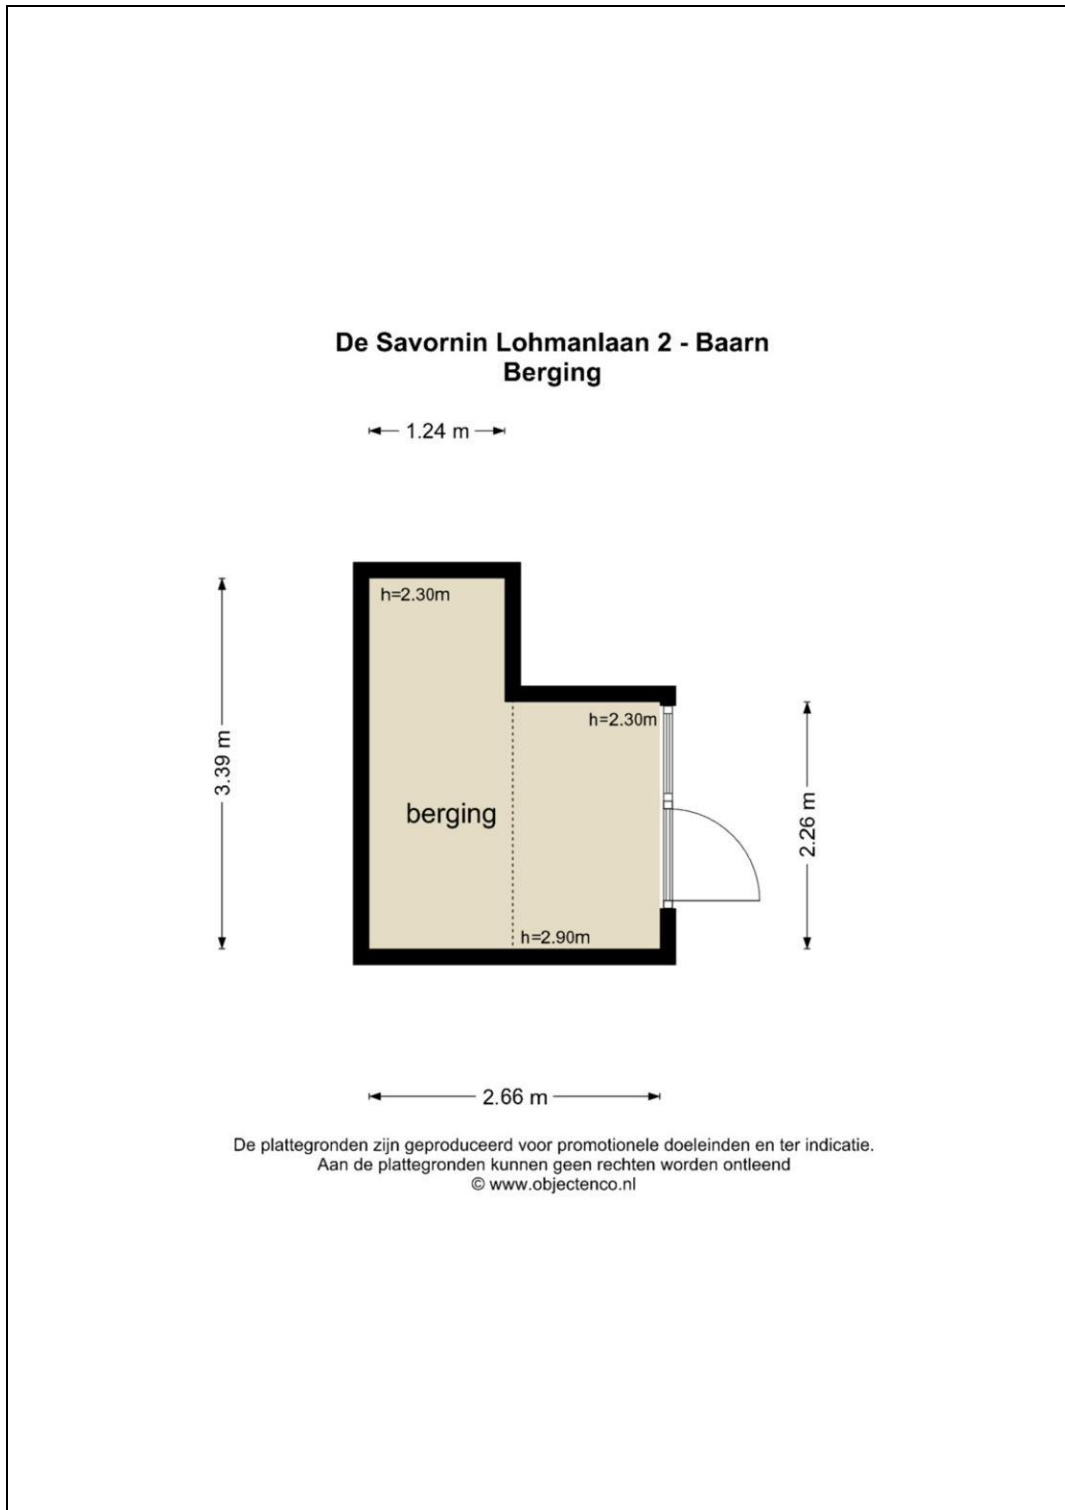 De Savornin Lohmanlaan 2 - Baarn
Berging
1.24 m
h=2.30m
h=2.30m
3.39 m
berging
2.26 m
h=2.90m
2.66 m
De plattegronden zijn geproduceerd voor promotionele doeleinden en ter indicatie.
Aan de plattegronden kunnen geen rechten worden ontleend
© www.objectenco.nl